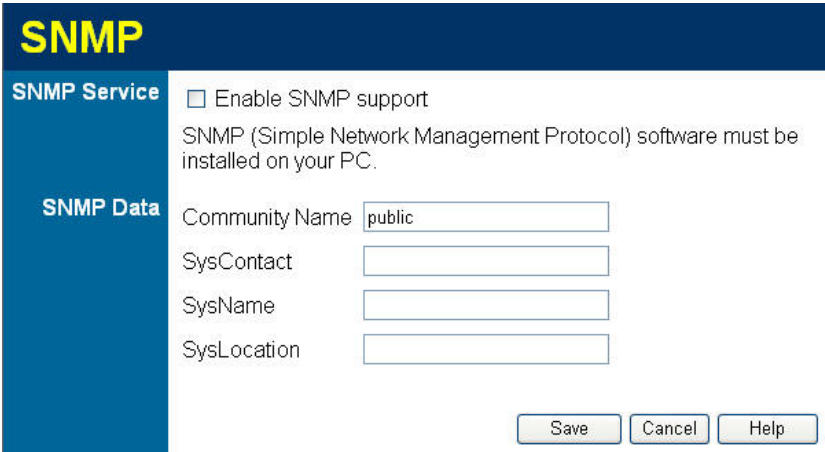 SNMP
SNMP Service
Enable SNMP support
SNMP (Simple Network Management Protocol) software must be
installed on your PC.
SNMP Data
Community Name public
SysContact
SysName
SysLocation
Save Cancel Help